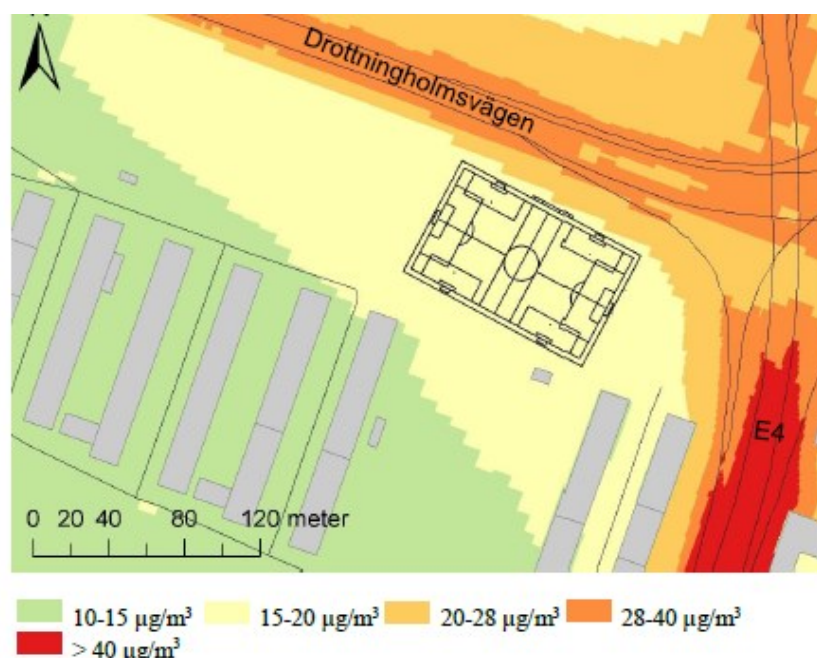 Drottningholmsvägen
E4
0 20 40 80 120 meter
10-15 µg/m³ 15-20 µg/m³ 20-28 µg/m³ 28-40 µg/m³
> 40 µg/m³